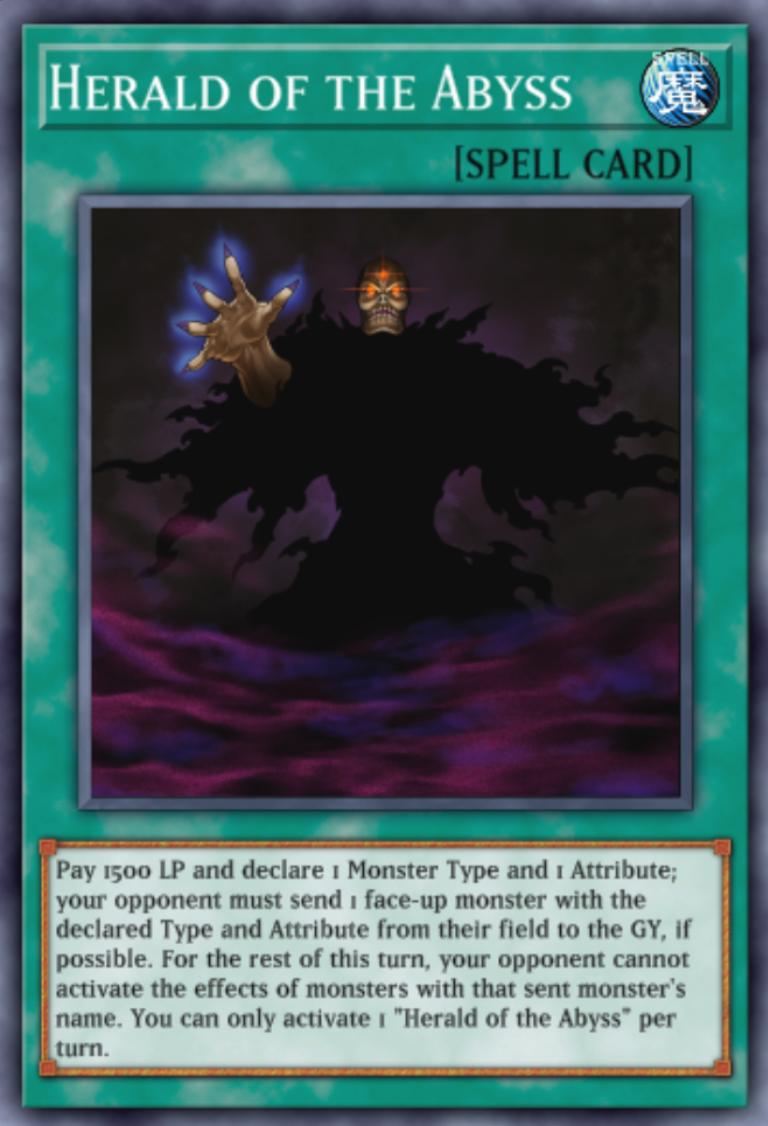 HERALD OF THE ABYSS
SPELL
魔
[SPELL CARD]
Pay 1500 LP and declare 1 Monster Type and 1 Attribute;
your opponent must send 1 face-up monster with the
declared Type and Attribute from their field to the GY, if
possible. For the rest of this turn, your opponent cannot
activate the effects of monsters with that sent monster's
name. You can only activate 1 "Herald of the Abyss" per
turn.